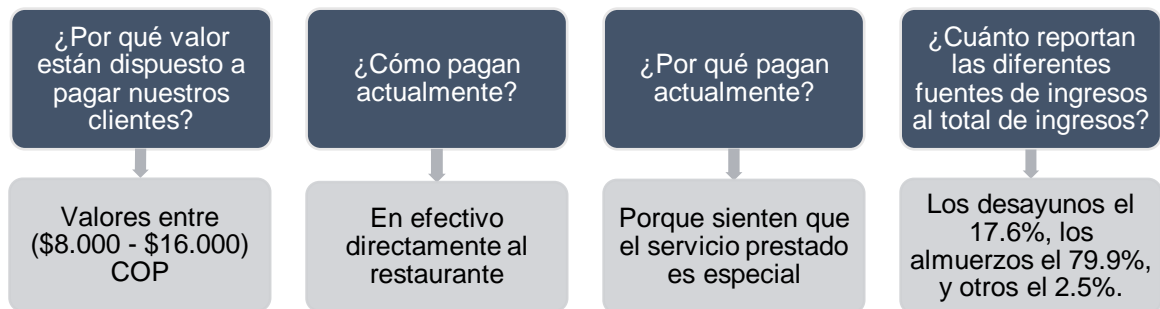 ¿Por qué valor
están dispuesto a
pagar nuestros
clientes?
Valores entre
($8.000 - $16.000)
COP
¿Cómo pagan
actualmente?
En efectivo
directamente al
restaurante
¿Por qué pagan
actualmente?
Porque sienten que
el servicio prestado
es especial
¿Cuánto reportan
las diferentes
fuentes de ingresos
al total de ingresos?
Los desayunos el
17.6%, los
almuerzos el 79.9%,
y otros el 2.5%.